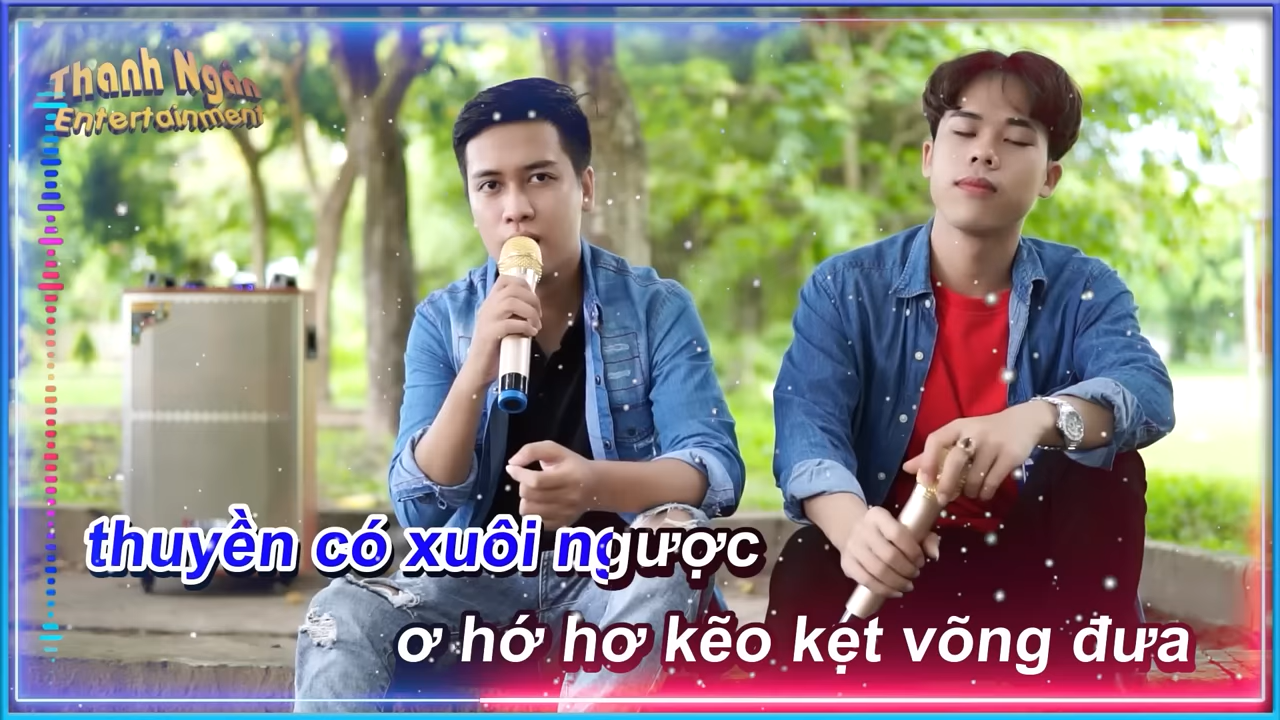 Thanh Ngân
Entertainment
thuyền có xuôi ngược
ơ hớ hơ kẽo kẹt võng đưa